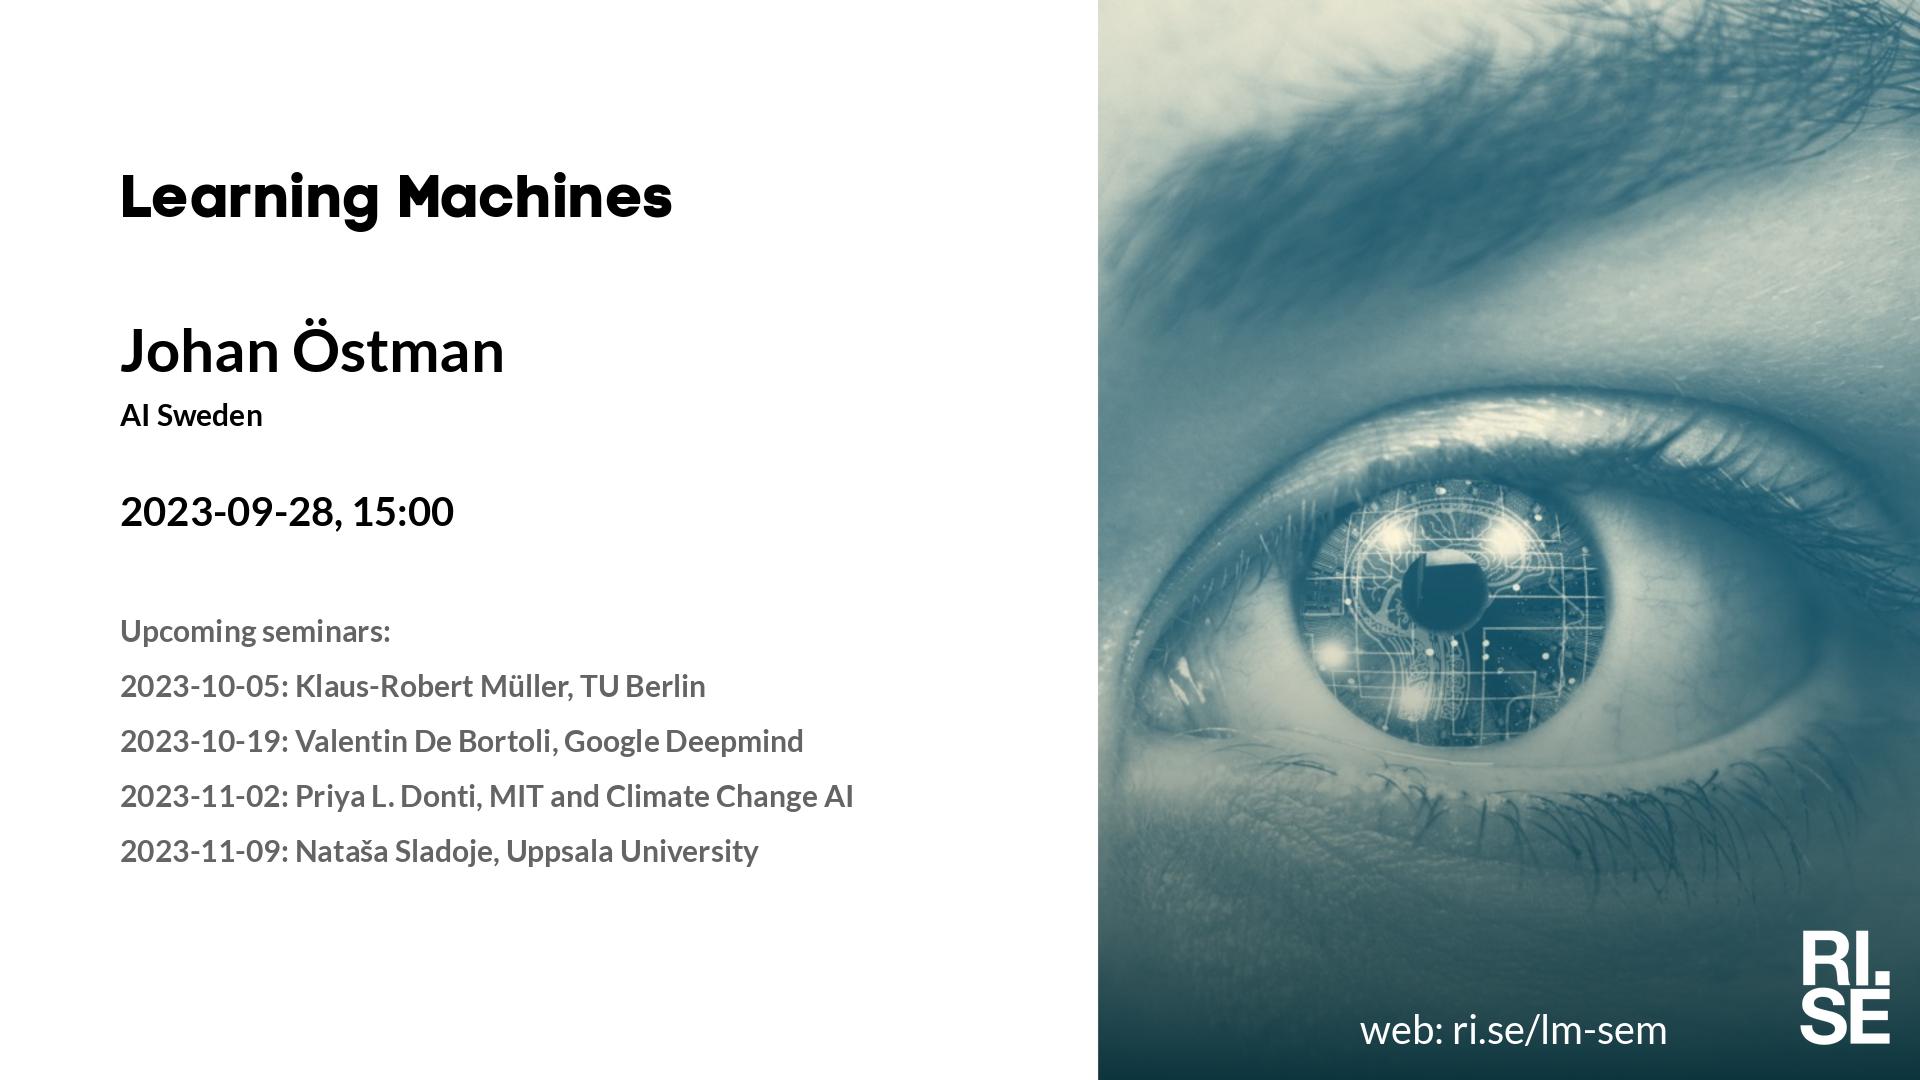 Learning Machines
Johan Östman
AI Sweden
2023-09-28, 15:00
Upcoming seminars:
2023-10-05: Klaus-Robert Müller, TU Berlin
2023-10-19: Valentin De Bortoli, Google Deepmind
2023-11-02: Priya L. Donti, MIT and Climate Change AI
2023-11-09: Nataša Sladoje, Uppsala University
web: ri.se/lm-sem
RI.
SE